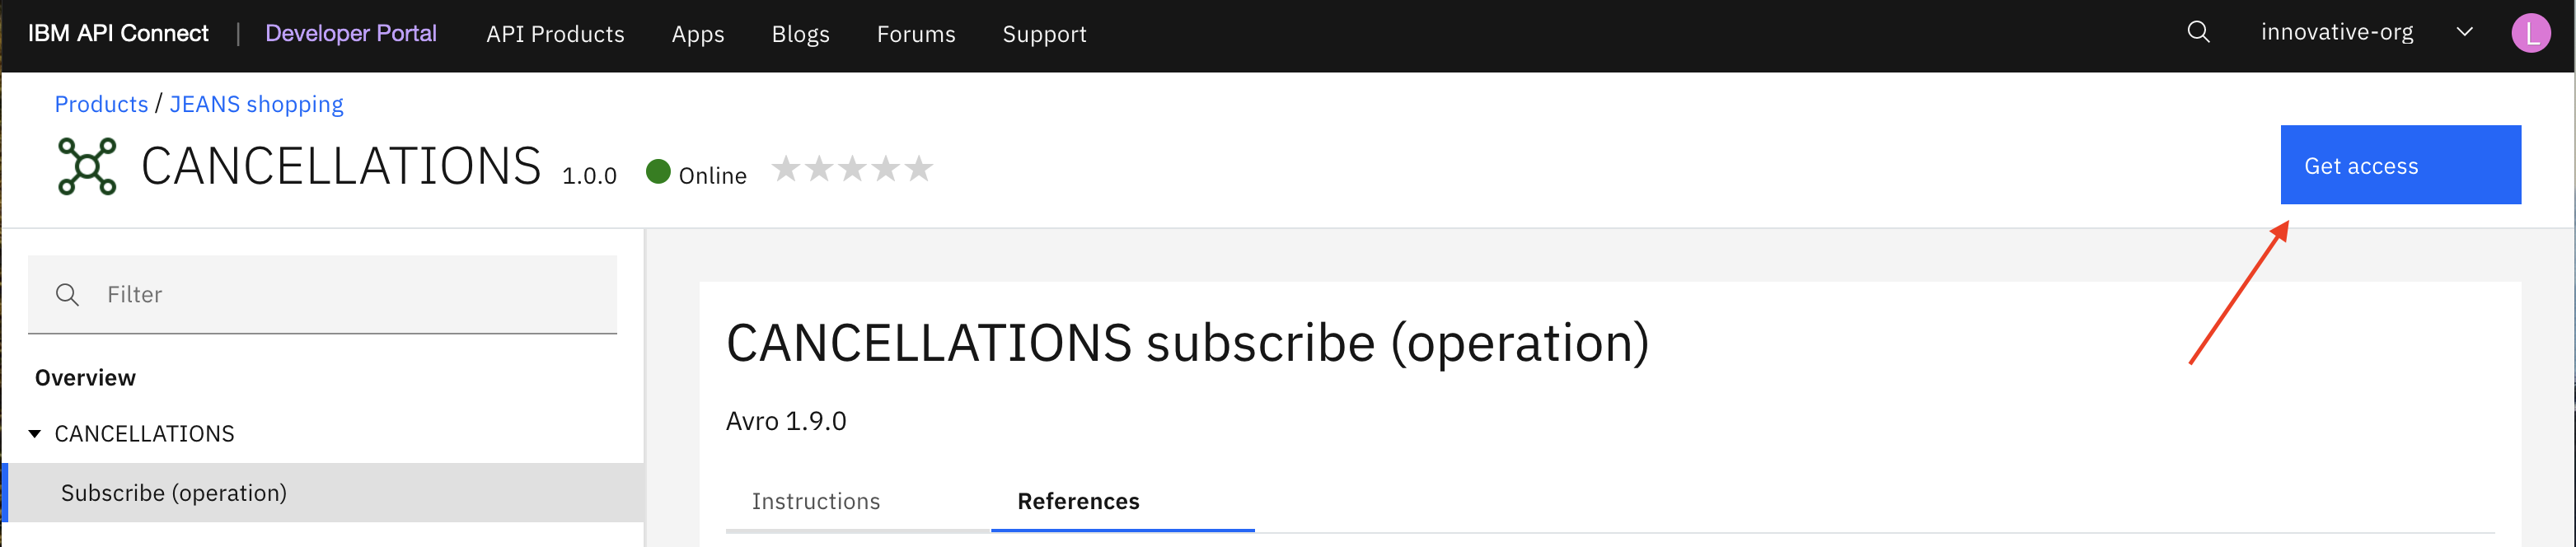 IBM API Connect | Developer Portal API Products Apps Blogs Forums Support innovative-org L
Products / JEANS shopping
CANCELLATIONS 1.0.0 Online
Get access
Filter
Overview
CANCELLATIONS
Subscribe (operation)
CANCELLATIONS subscribe (operation)
Avro 1.9.0
Instructions References